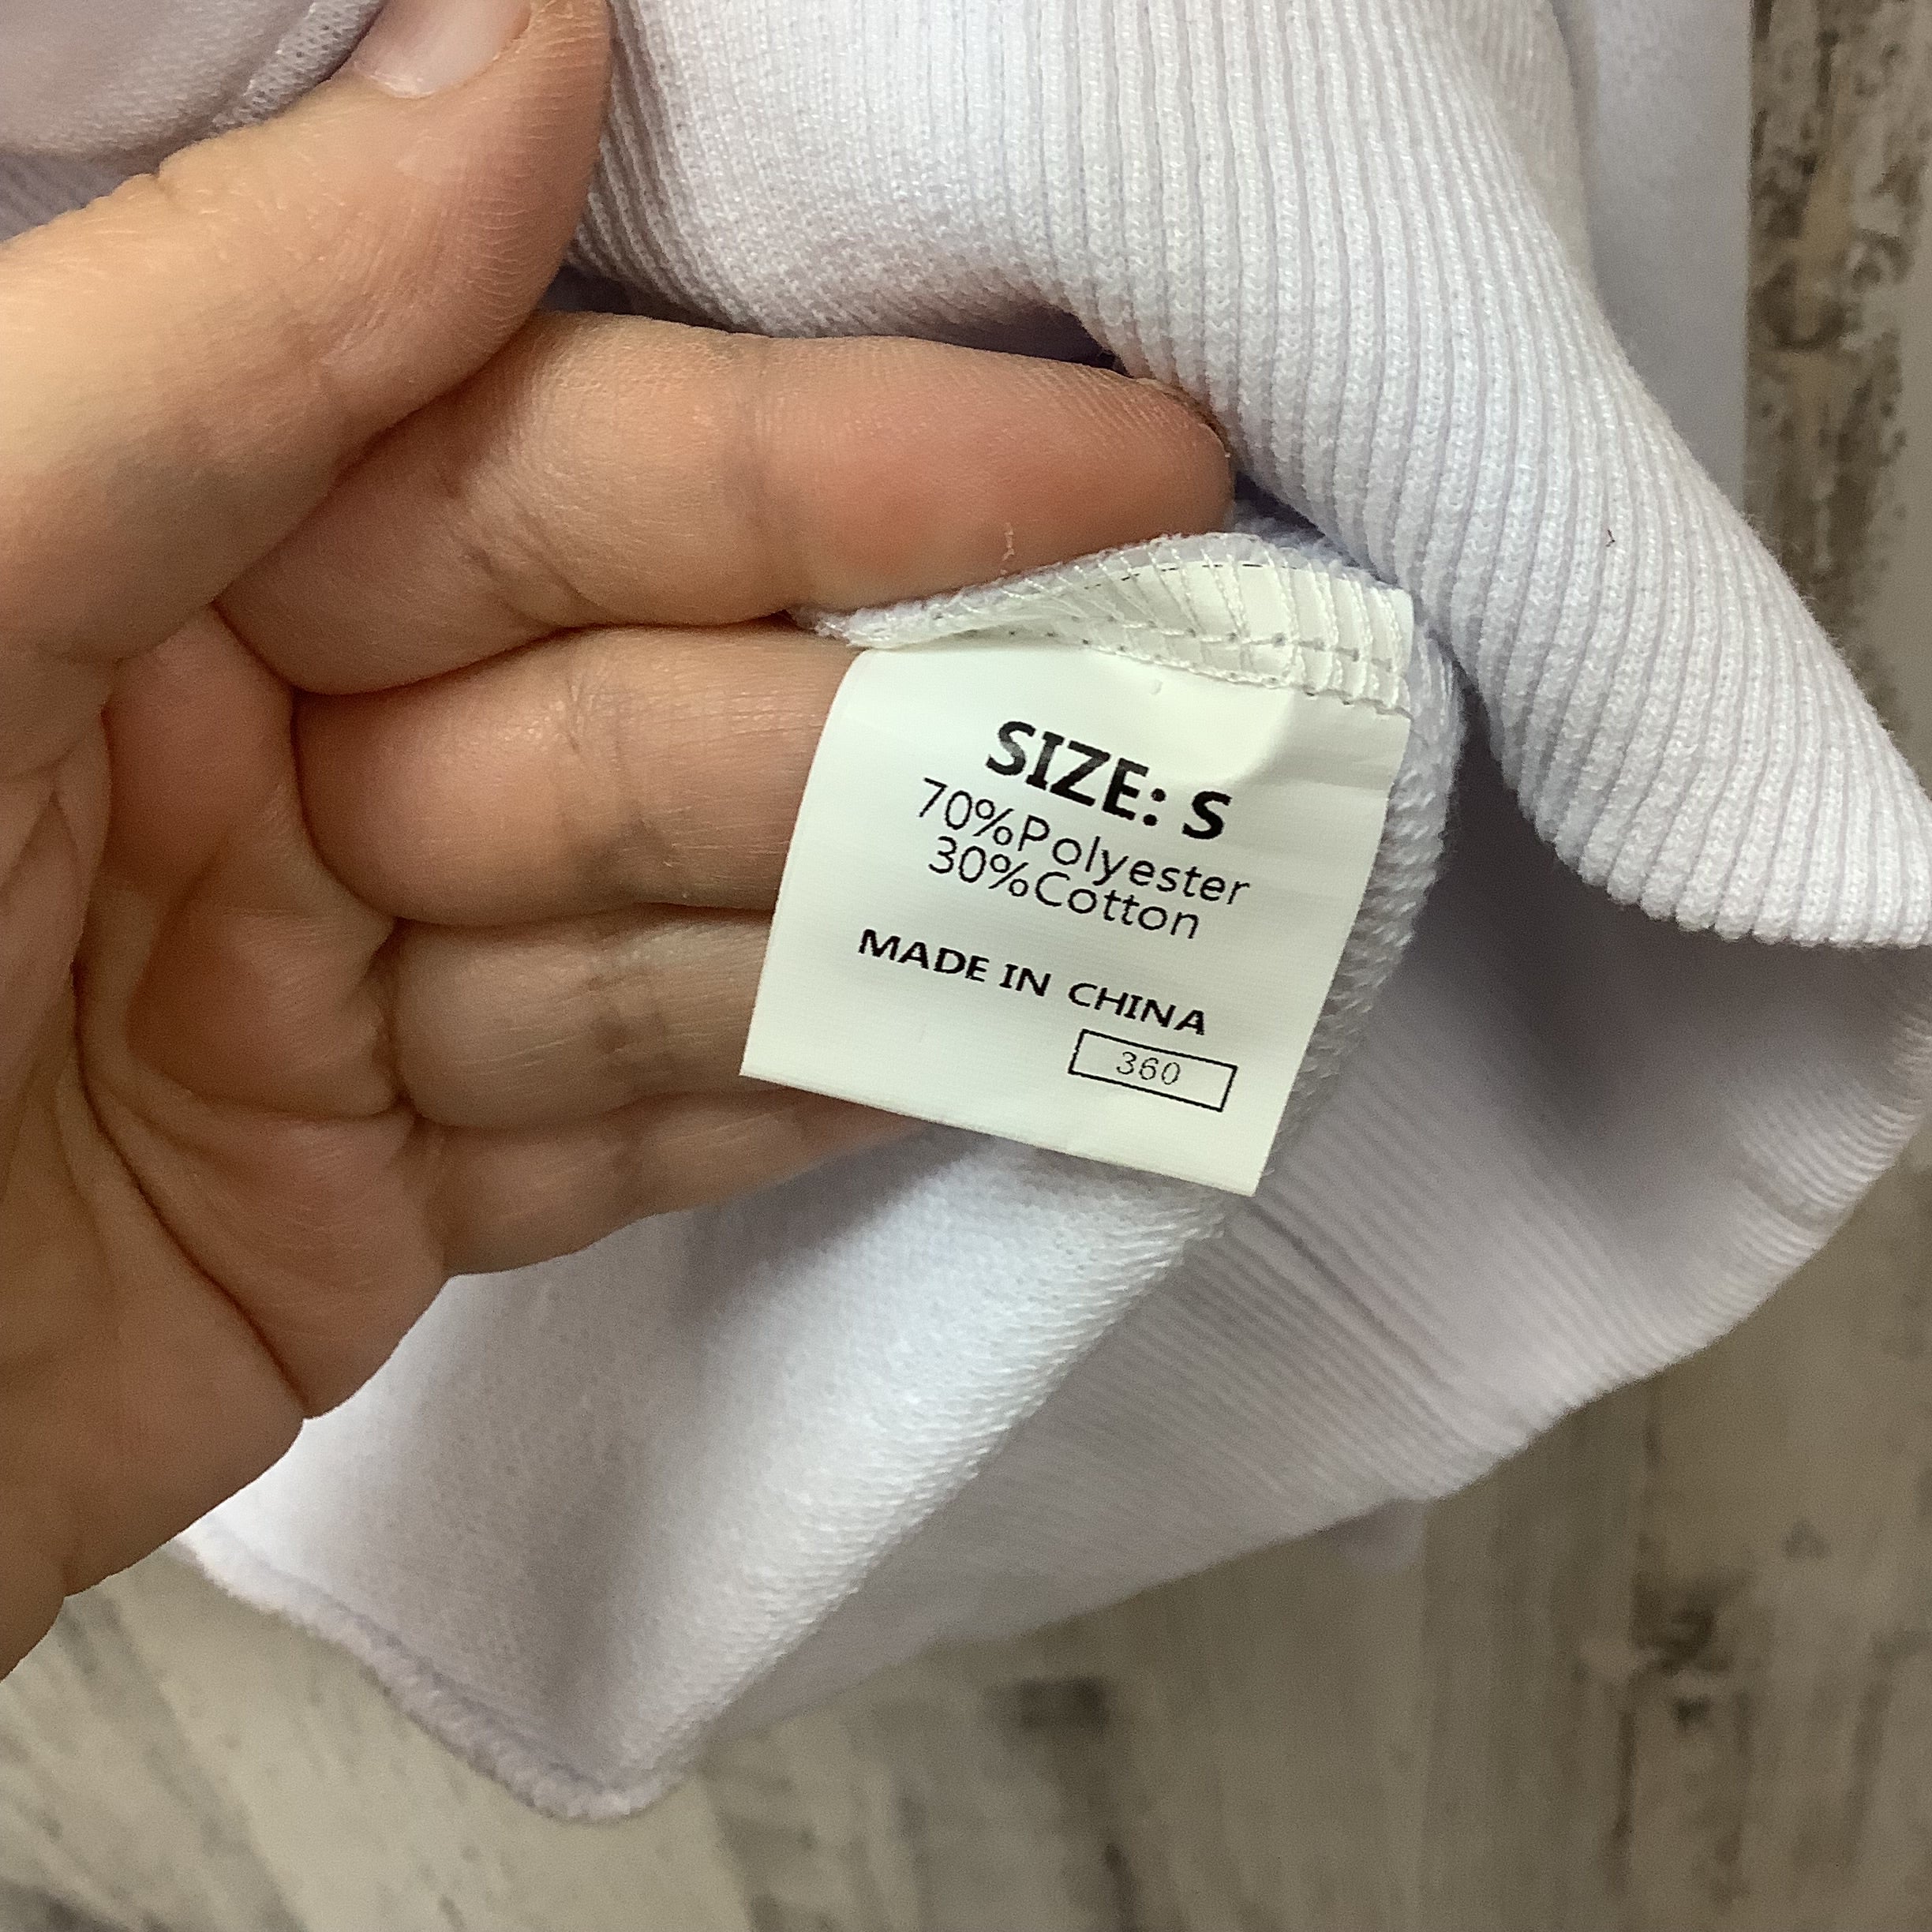 SIZE: S
70%Polyester
30%Cotton
MADE IN CHINA
360